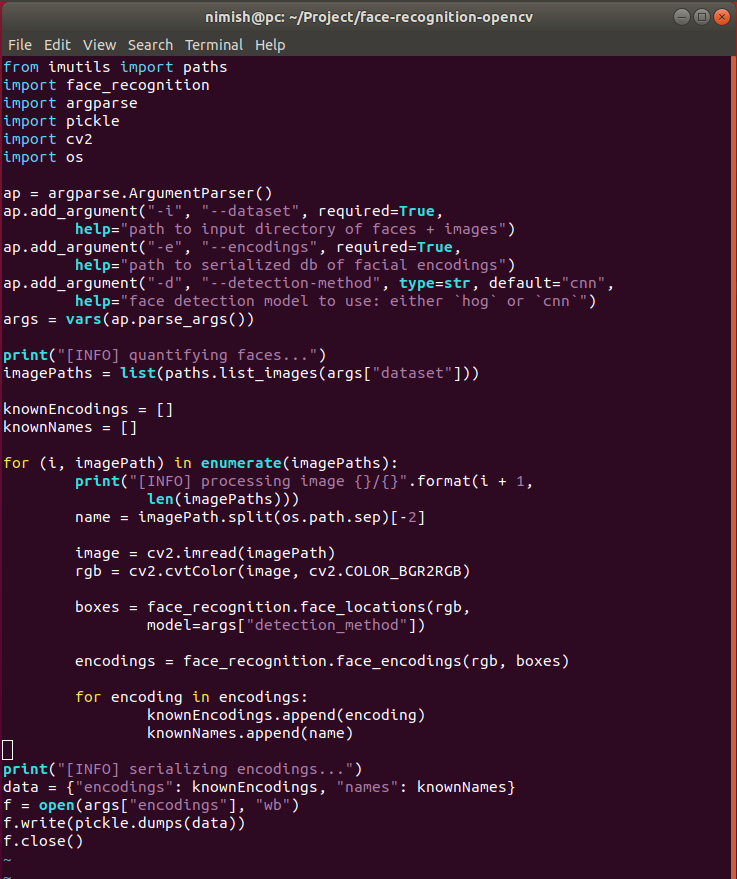 nimish@pc: ~/Project/face-recognition-opencv
File Edit View Search Terminal Help
from imutils import paths
import face_recognition
import argparse
import pickle
import cv2
import os

ap = argparse.ArgumentParser()
ap.add_argument("-i", "--dataset", required=True,
        help="path to input directory of faces + images")
ap.add_argument("-e", "--encodings", required=True,
        help="path to serialized db of facial encodings")
ap.add_argument("-d", "--detection-method", type=str, default="cnn",
        help="face detection model to use: either `hog` or `cnn`")
args = vars(ap.parse_args())

print("[INFO] quantifying faces...")
imagePaths = list(paths.list_images(args["dataset"]))

knownEncodings = []
knownNames = []

for (i, imagePath) in enumerate(imagePaths):
        print("[INFO] processing image {}/{}".format(i + 1,
                len(imagePaths)))
        name = imagePath.split(os.path.sep)[-2]

        image = cv2.imread(imagePath)
        rgb = cv2.cvtColor(image, cv2.COLOR_BGR2RGB)

        boxes = face_recognition.face_locations(rgb,
                model=args["detection_method"])

        encodings = face_recognition.face_encodings(rgb, boxes)

        for encoding in encodings:
                knownEncodings.append(encoding)
                knownNames.append(name)

print("[INFO] serializing encodings...")
data = {"encodings": knownEncodings, "names": knownNames}
f = open(args["encodings"], "wb")
f.write(pickle.dumps(data))
f.close()
~
~